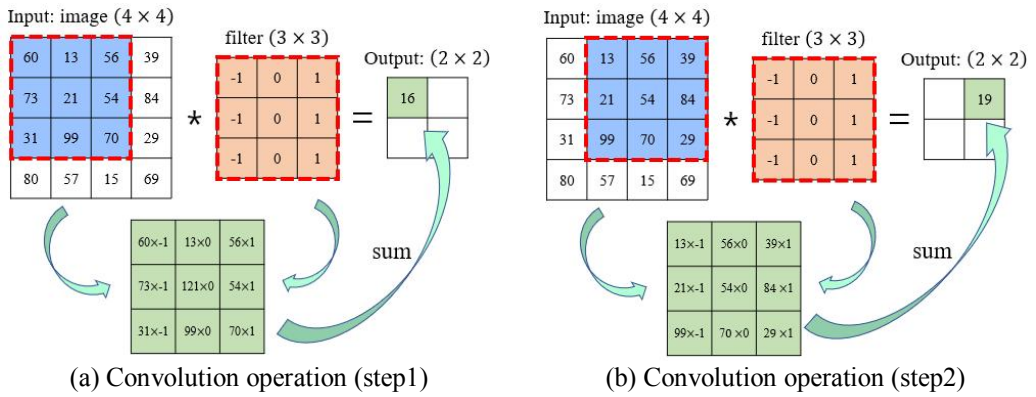 Input: image (4 × 4)
filter (3 × 3)
Output: (2 × 2)
60 13 56 39
73 21 54 84
31 99 70 29
80 57 15 69
*
-1 0 1
-1 0 1
-1 0 1
=
16
60×-1 13×0 56×1
73×-1 121×0 54×1
31×-1 99×0 70×1
sum
(a) Convolution operation (step1)
Input: image (4 × 4)
filter (3 × 3)
Output: (2 × 2)
60 13 56 39
73 21 54 84
31 99 70 29
80 57 15 69
*
-1 0 1
-1 0 1
-1 0 1
=
19
13×-1 56×0 39×1
21×-1 54×0 84 ×1
99×-1 70 ×0 29 ×1
sum
(b) Convolution operation (step2)